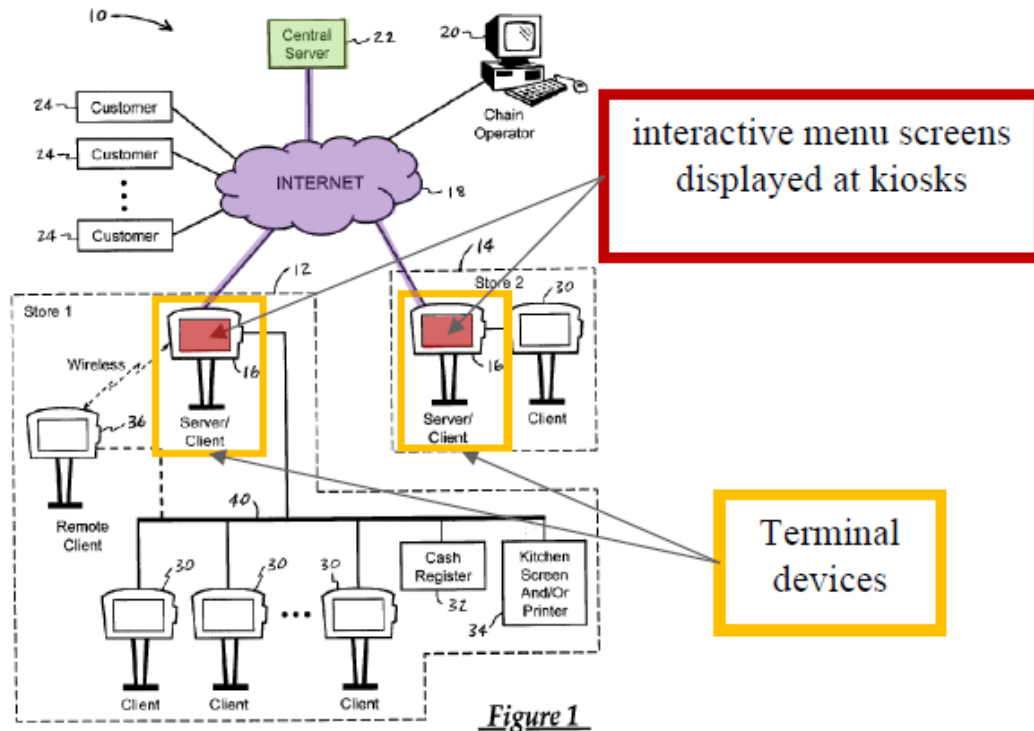 10
Central
Server
22
20
Chain
Operator
24
Customer
24
Customer
24
Customer
INTERNET
18
interactive menu screens
displayed at kiosks
12
14
Store 1
Store 2
30
Wireless
16
16
36
Server/
Client
Server/
Client
Client
Remote
Client
40
30
30
30
Cash
Register
32
Kitchen
Screen
And/Or
Printer
34
Client
Client
Client
Terminal
devices
Figure 1